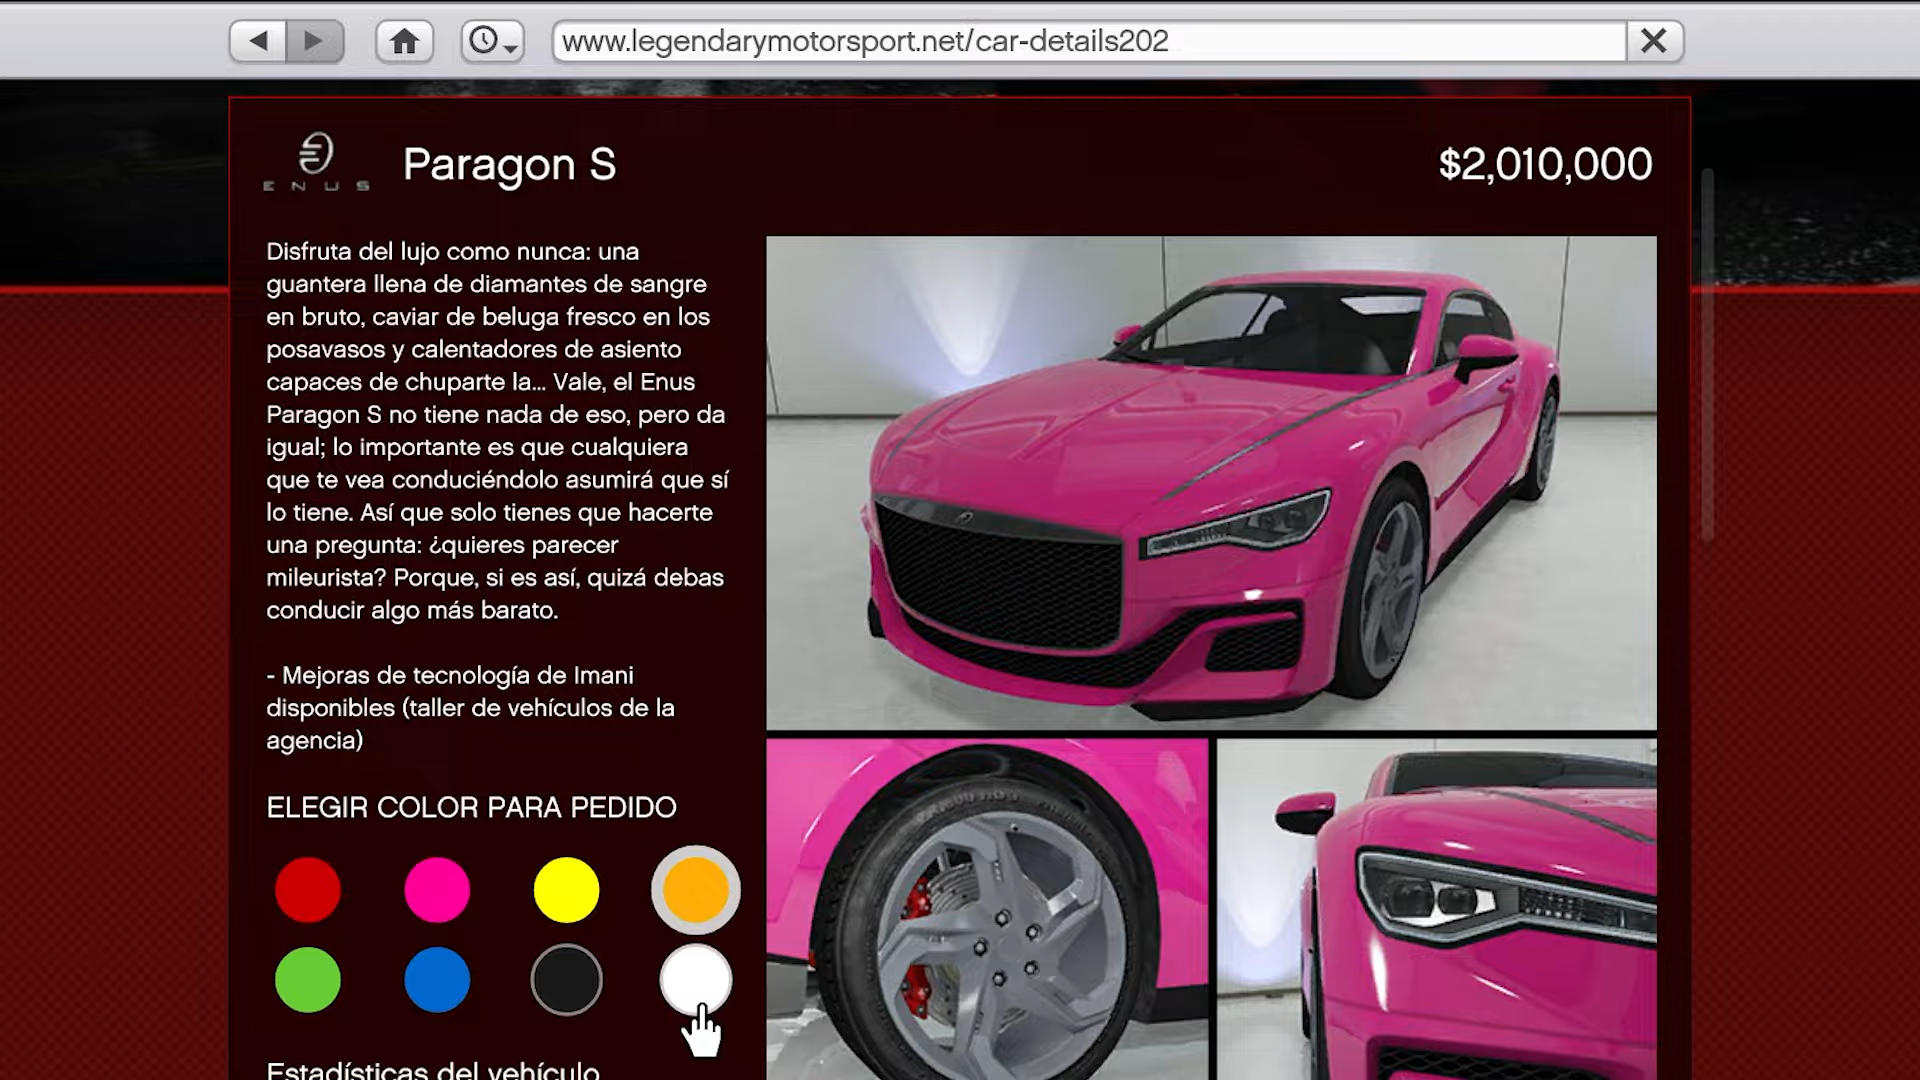 www.legendarymotorsport.net/car-details202
ENUS
Paragon S
$2,010,000
Disfruta del lujo como nunca: una
guantera llena de diamantes de sangre
en bruto, caviar de beluga fresco en los
posavasos y calentadores de asiento
capaces de chuparte la... Vale, el Enus
Paragon S no tiene nada de eso, pero da
igual; lo importante es que cualquiera
que te vea conduciéndolo asumirá que sí
lo tiene. Así que solo tienes que hacerte
una pregunta: ¿quieres parecer
mileurista? Porque, si es así, quizá debas
conducir algo más barato.
- Mejoras de tecnología de Imani
disponibles (taller de vehículos de la
agencia)
ELEGIR COLOR PARA PEDIDO
Estadísticas del vehículo